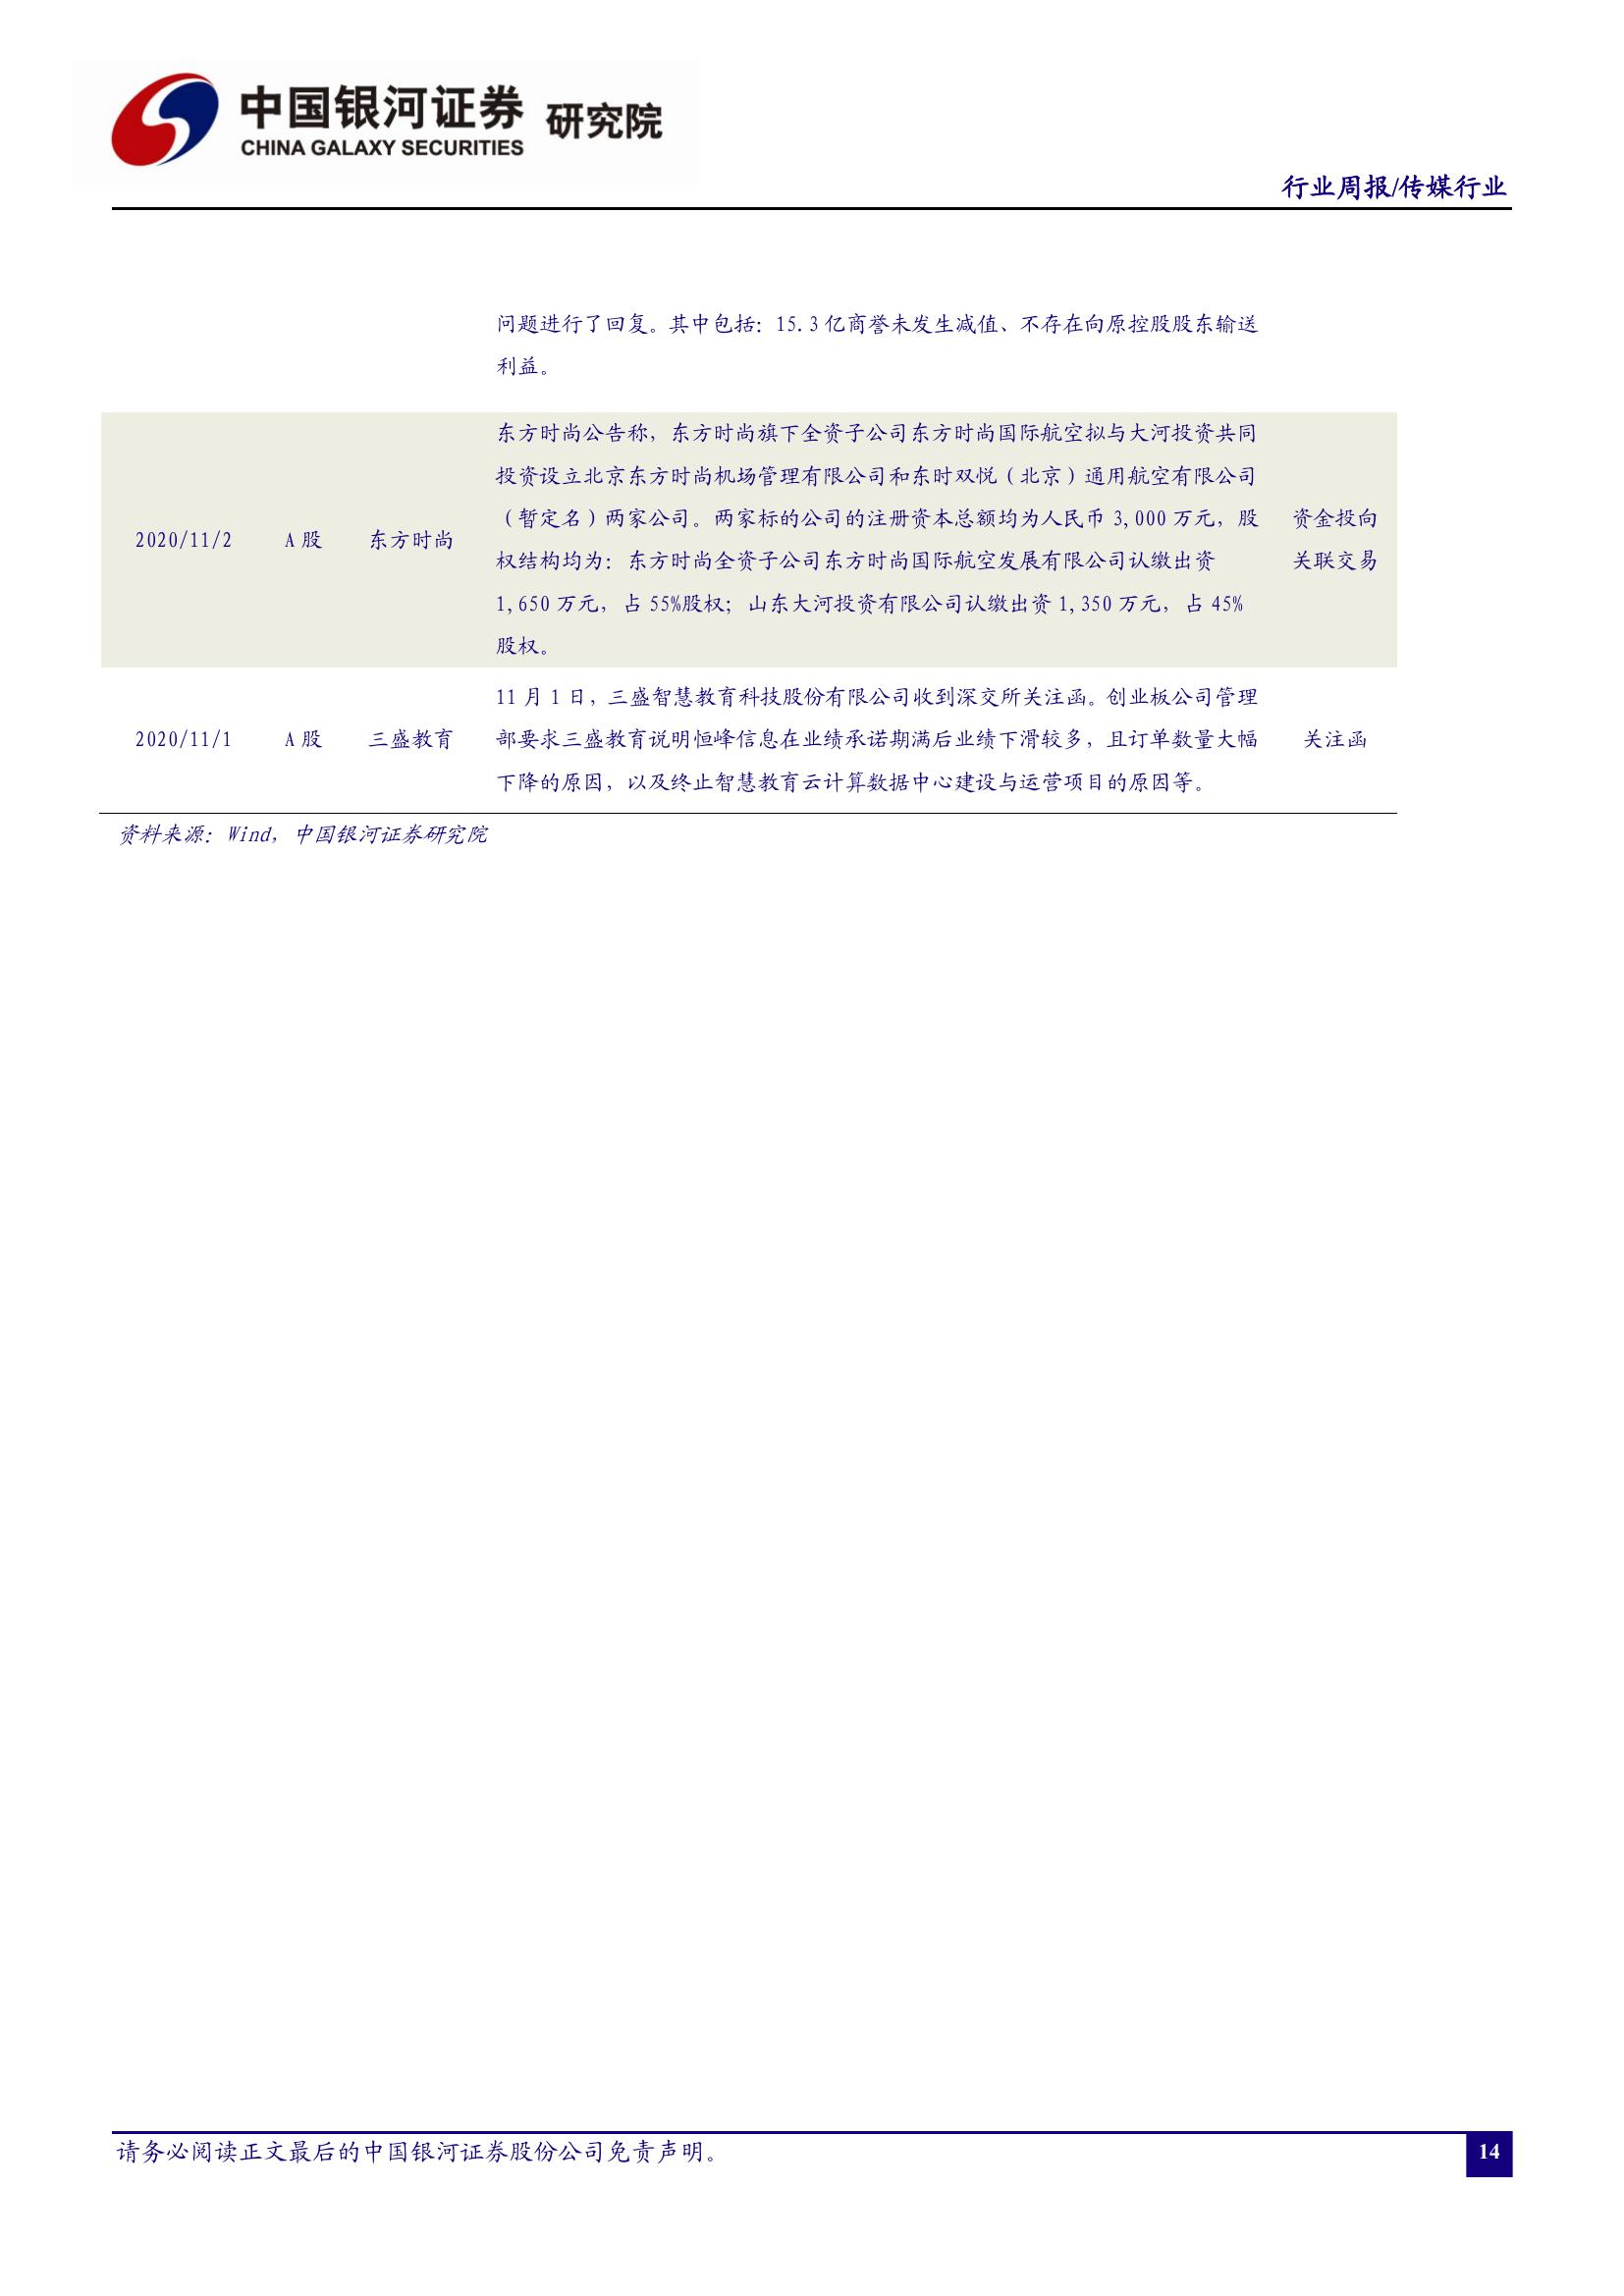 中国银河证券 研究院
CHINA GALAXY SECURITIES
行业周报/传媒行业
问题进行了回复。其中包括：15.3亿商誉未发生减值、不存在向原控股股东输送
利益。
东方时尚公告称，东方时尚旗下全资子公司东方时尚国际航空拟与大河投资共同
投资设立北京东方时尚机场管理有限公司和东时双悦（北京）通用航空有限公司
（暂定名）两家公司。两家标的公司的注册资本总额均为人民币 3,000 万元，股
权结构均为：东方时尚全资子公司东方时尚国际航空发展有限公司认缴出资
1,650 万元，占 55%股权；山东大河投资有限公司认缴出资 1,350 万元，占 45%
股权。
2020/11/2 A 股 东方时尚
资金投向
关联交易
11 月 1 日，三盛智慧教育科技股份有限公司收到深交所关注函。创业板公司管理
部要求三盛教育说明恒峰信息在业绩承诺期满后业绩下滑较多，且订单数量大幅
下降的原因，以及终止智慧教育云计算数据中心建设与运营项目的原因等。
2020/11/1 A 股 三盛教育
关注函
资料来源：Wind，中国银河证券研究院
请务必阅读正文最后的中国银河证券股份公司免责声明。
14